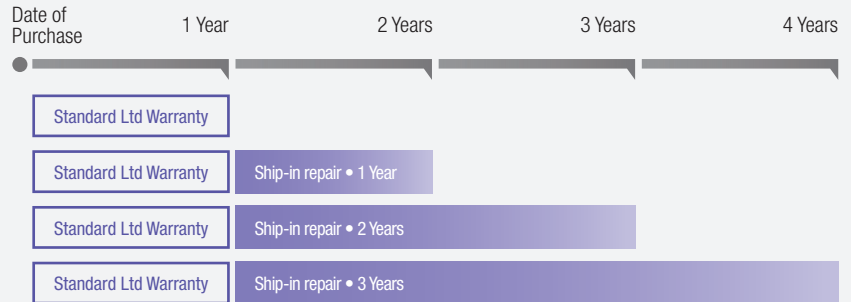 Date of
Purchase
1 Year
2 Years
3 Years
4 Years
Standard Ltd Warranty
Standard Ltd Warranty
Ship-in repair • 1 Year
Standard Ltd Warranty
Ship-in repair • 2 Years
Standard Ltd Warranty
Ship-in repair • 3 Years